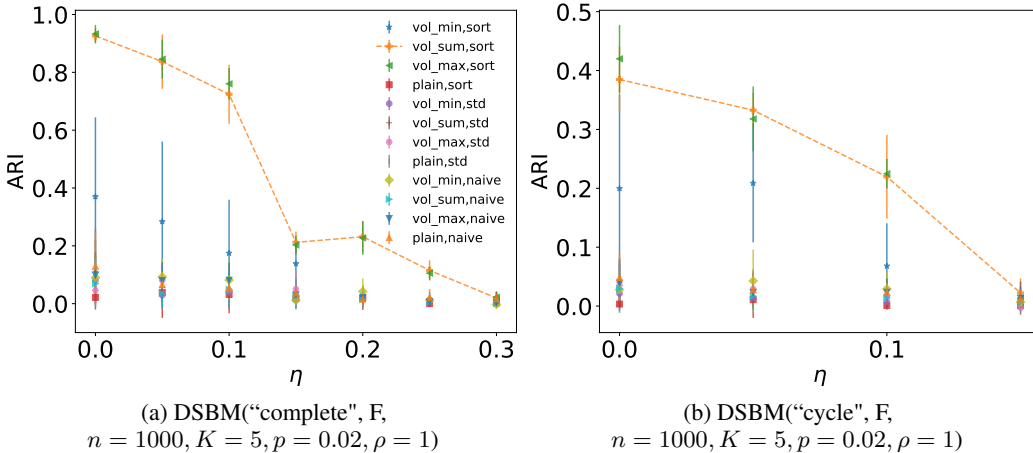 1.0
0.8
0.6
0.4
0.2
0.0
ARI
0.0
0.1
0.2
0.3
η
vol_min,sort
vol_sum,sort
vol_max,sort
plain,sort
vol_min,std
vol_sum,std
vol_max,std
plain,std
vol_min,naive
vol_sum,naive
vol_max,naive
plain,naive
(a) DSBM(“complete", F,
n = 1000, K = 5, p = 0.02, ρ = 1)
0.5
0.4
0.3
0.2
0.1
0.0
ARI
0.0
0.1
η
(b) DSBM(“cycle", F,
n = 1000, K = 5, p = 0.02, ρ = 1)